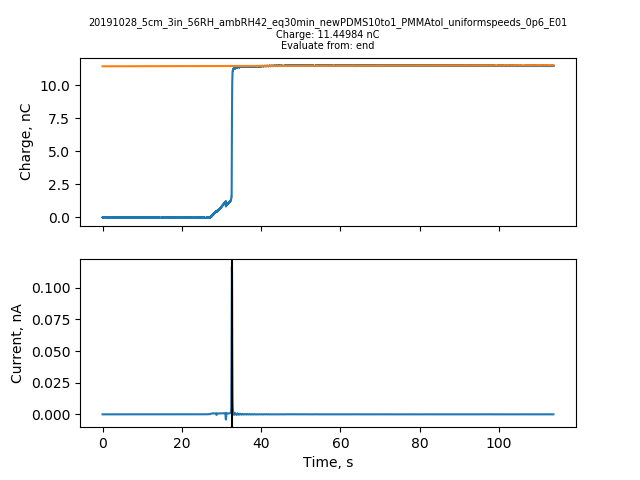 20191028_5cm_3in_56RH_ambRH42_eq30min_newPDMS10to1_PMMAtol_uniformspeeds_0p6_E01
Charge: 11.44984 nC
Evaluate from: end
10.0
7.5
5.0
2.5
0.0
Charge, nC
0.100
0.075
0.050
0.025
0.000
Current, nA
0 20 40 60 80 100
Time, s